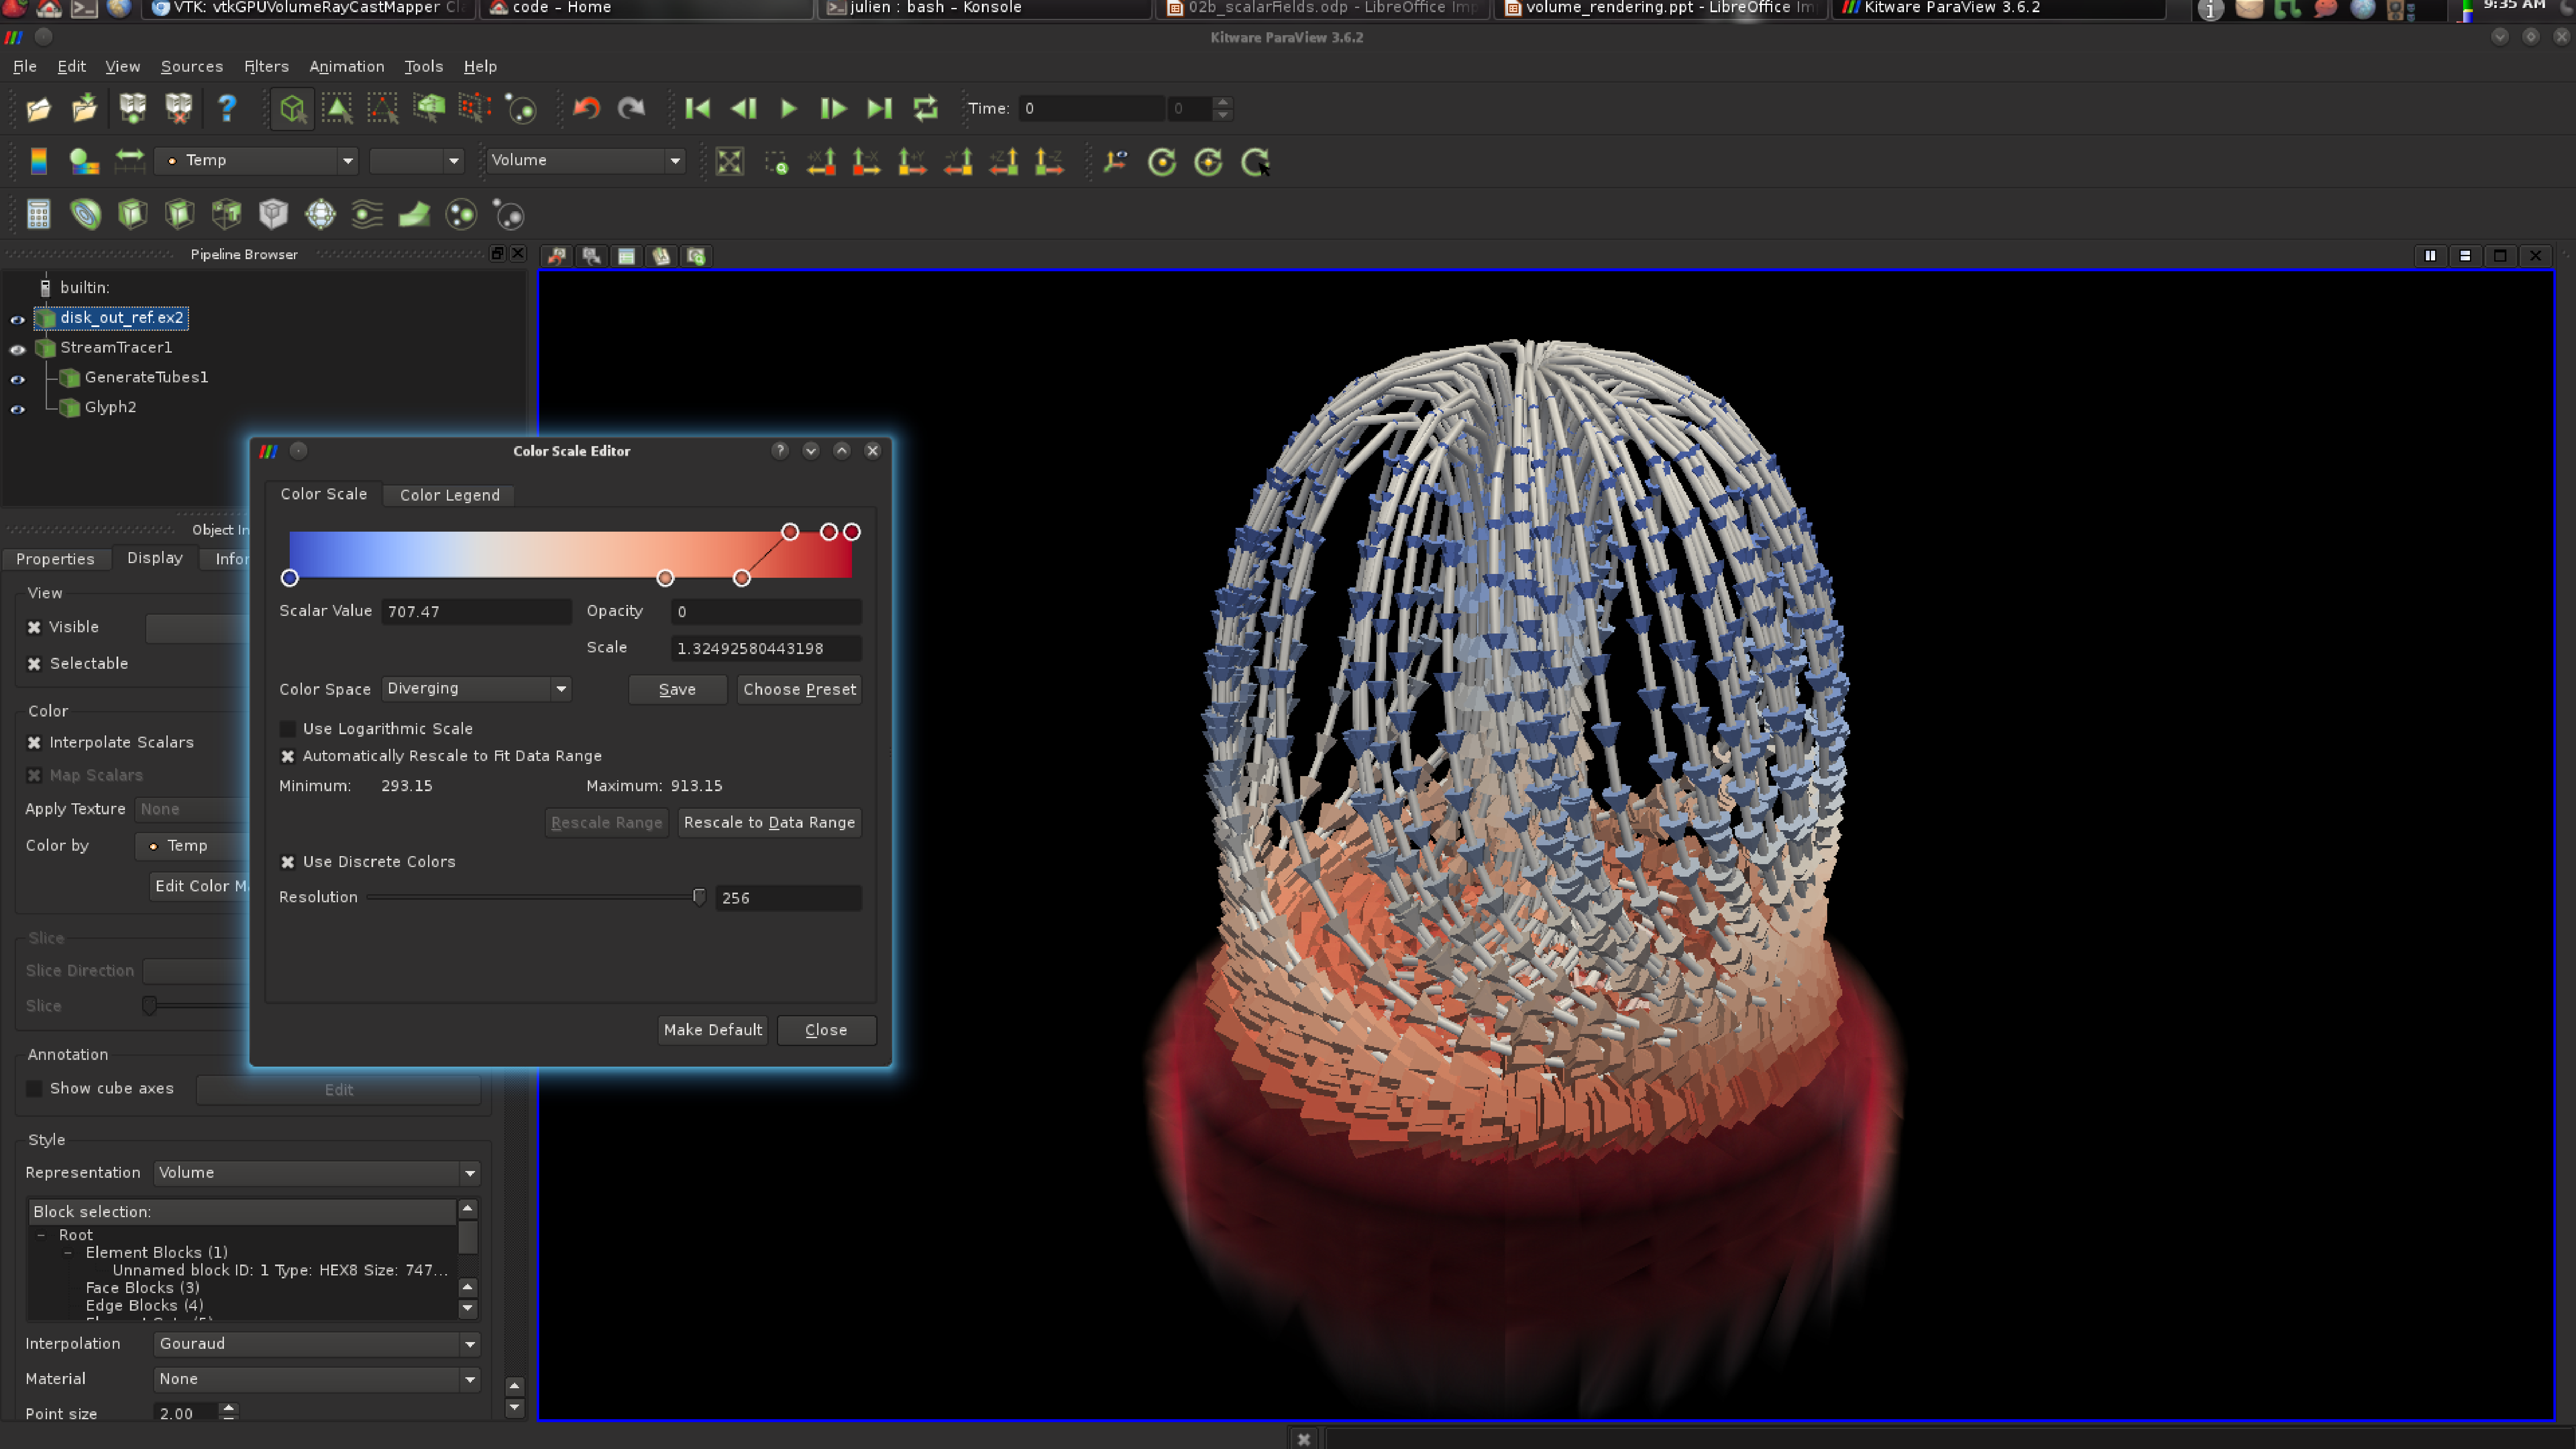 VTK: vtkGPUVolumeRayCastMapper Cla
code – Home
julien : bash – Konsole
02b_scalarFields.odp - LibreOffice Imp
volume_rendering.ppt - LibreOffice Im
Kitware ParaView 3.6.2
9:35 AM
Kitware ParaView 3.6.2
File Edit View Sources Filters Animation Tools Help
Time: 0 0
Temp Volume
+X -X +Y -Y +Z -Z
Pipeline Browser
builtin:
disk_out_ref.ex2
StreamTracer1
GenerateTubes1
Glyph2
Object In
Properties Display Infor
View
Visible
Selectable
Color
Interpolate Scalars
Map Scalars
Apply Texture None
Color by Temp
Edit Color M
Slice
Slice Direction
Slice
Annotation
Show cube axes Edit
Style
Representation Volume
Block selection:
Root
Element Blocks (1)
Unnamed block ID: 1 Type: HEX8 Size: 747...
Face Blocks (3)
Edge Blocks (4)
Interpolation Gouraud
Material None
Point size 2.00
Color Scale Editor
Color Scale Color Legend
Scalar Value 707.47 Opacity 0
Scale 1.32492580443198
Color Space Diverging Save Choose Preset
Use Logarithmic Scale
Automatically Rescale to Fit Data Range
Minimum: 293.15 Maximum: 913.15
Rescale Range Rescale to Data Range
Use Discrete Colors
Resolution 256
Make Default Close